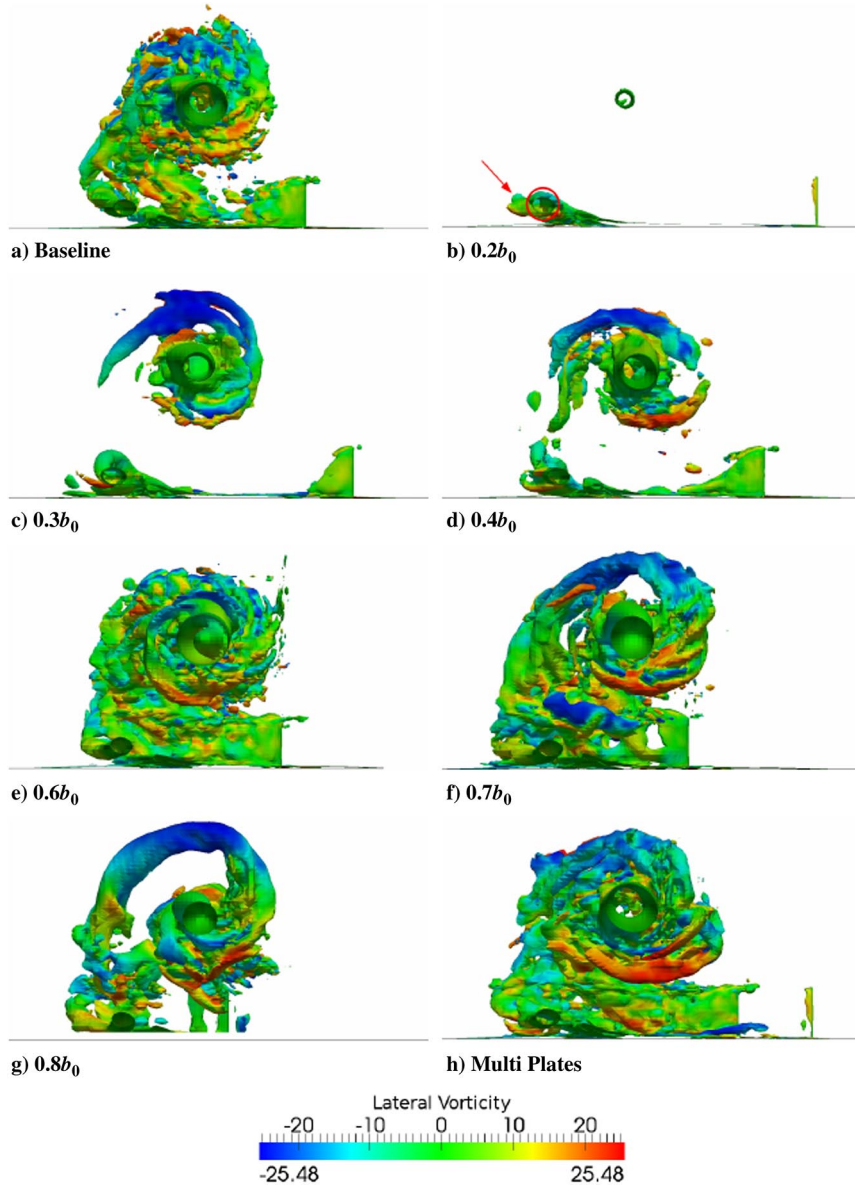 a) Baseline
b) 0.2b₀
c) 0.3b₀
d) 0.4b₀
e) 0.6b₀
f) 0.7b₀
g) 0.8b₀
h) Multi Plates
Lateral Vorticity
-20 -10 0 10 20
-25.48 25.48